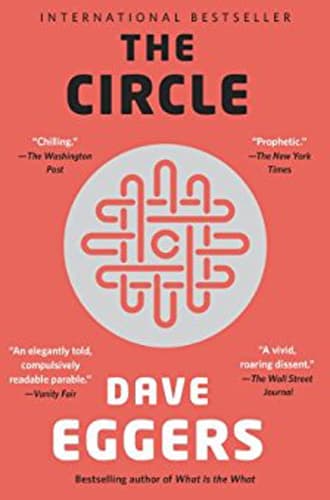 INTERNATIONAL BESTSELLER
THE
CIRCLE
"Chilling."
—The Washington
Post
"Prophetic."
—The New York
Times
C
"An elegantly told,
compulsively
readable parable."
—Vanity Fair
"A vivid,
roaring dissent."
—The Wall Street
Journal
DAVE
EGGERS
Bestselling author of What Is the What